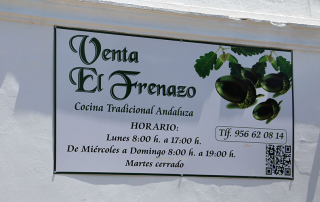 Venta
El Frenazo
Cocina Tradicional Andaluza
HORARIO:
Lunes 8:00 h. a 17:00 h.
De Miércoles a Domingo 8:00 h. a 19:00 h.
Martes cerrado
Tlf. 956 62 08 14